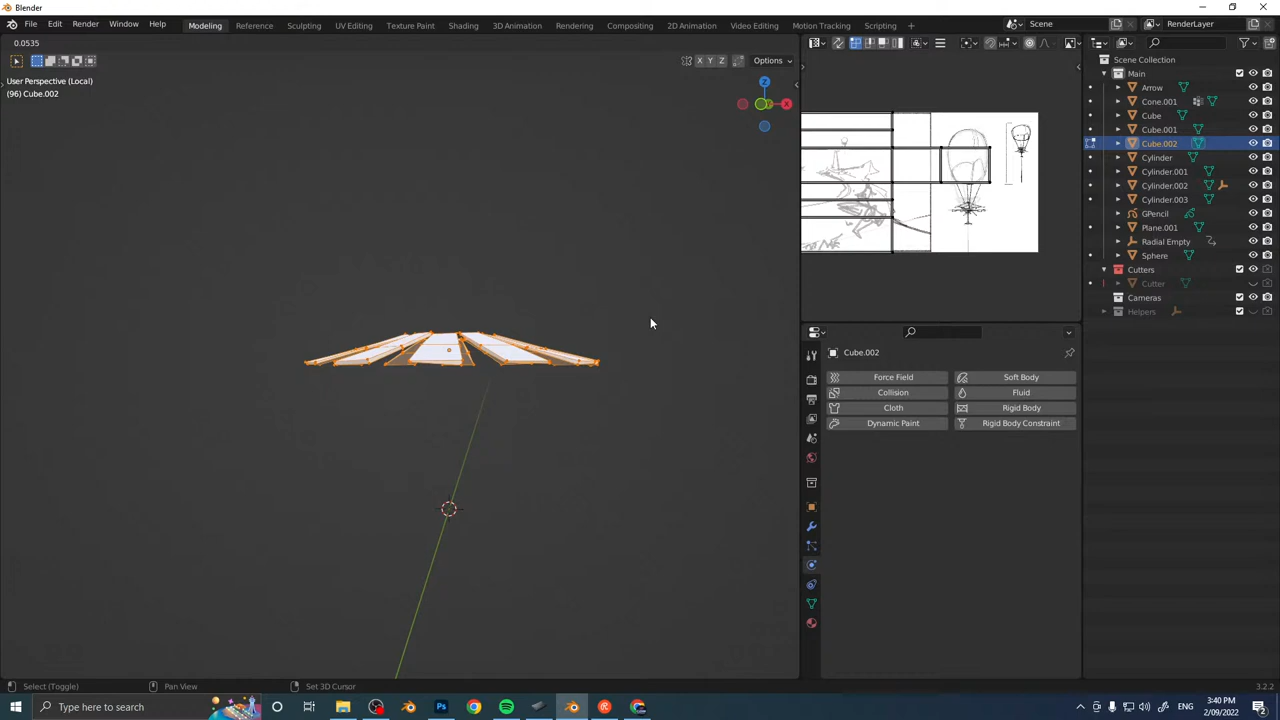 Blender
File Edit Render Window Help
Modeling Reference Sculpting UV Editing Texture Paint Shading 3D Animation Rendering Compositing 2D Animation Video Editing Motion Tracking Scripting +
Scene RenderLayer
0.0535
X Y Z Options
User Perspective (Local)
(96) Cube.002
Z
X
Scene Collection
Main
Arrow
Cone.001
Cube
Cube.001
Cube.002
Cylinder
Cylinder.001
Cylinder.002
Cylinder.003
GPencil
Plane.001
Radial Empty
Sphere
Cutters
Cutter
Cameras
Helpers
Cube.002
Force Field Soft Body
Collision Fluid
Cloth Rigid Body
Dynamic Paint Rigid Body Constraint
Select (Toggle) Pan View Set 3D Cursor 3.2.2
Type here to search
3:40 PM
2/09/2022